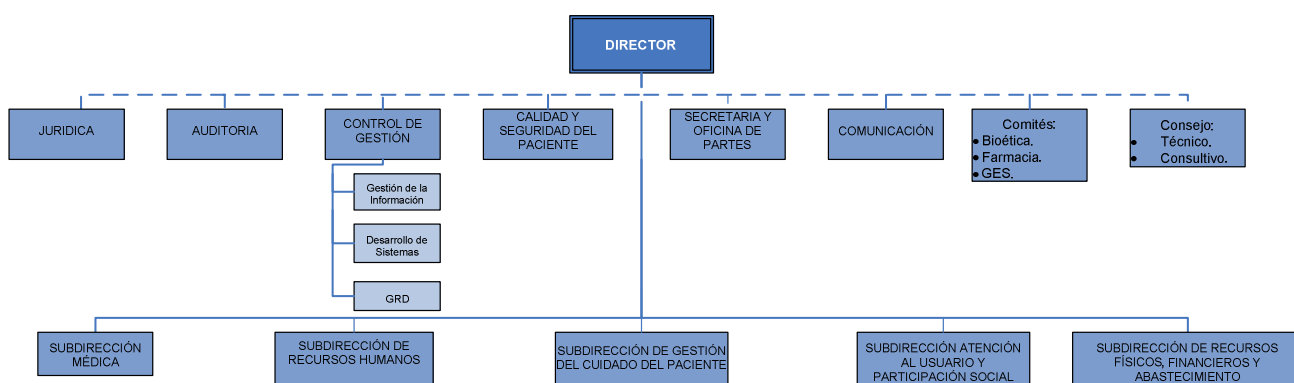 DIRECTOR
JURIDICA
AUDITORIA
CONTROL DE
GESTIÓN
CALIDAD Y
SEGURIDAD DEL
PACIENTE
SECRETARIA Y
OFICINA DE
PARTES
COMUNICACIÓN
Comités:
• Bioética.
• Farmacia.
• GES.
Consejo:
• Técnico.
• Consultivo.
Gestión de la
Información
Desarrollo de
Sistemas
GRD
SUBDIRECCIÓN
MÉDICA
SUBDIRECCIÓN DE
RECURSOS HUMANOS
SUBDIRECCIÓN DE GESTIÓN
DEL CUIDADO DEL PACIENTE
SUBDIRECCIÓN ATENCIÓN
AL USUARIO Y
PARTICIPACIÓN SOCIAL
SUBDIRECCIÓN DE RECURSOS
FÍSICOS, FINANCIEROS Y
ABASTECIMIENTO